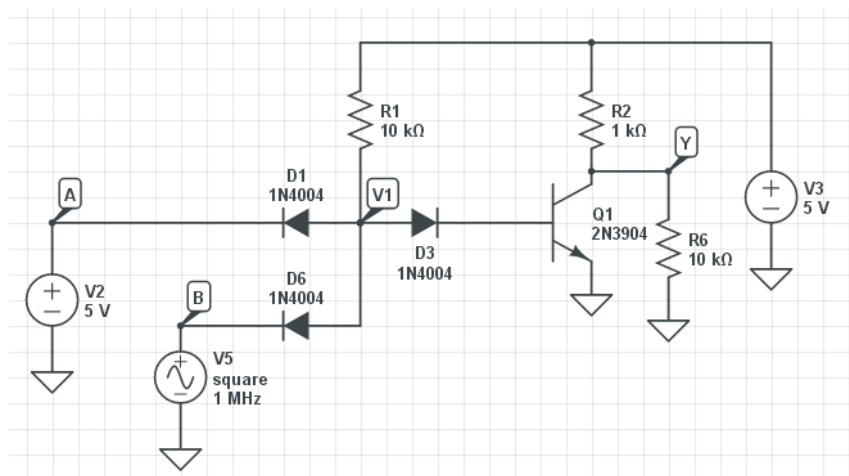 R1
10 kΩ
R2
1 kΩ
Y
D1
1N4004
A
V1
V3
5 V
Q1
2N3904
D3
1N4004
R6
10 kΩ
V2
5 V
B
D6
1N4004
V5
square
1 MHz